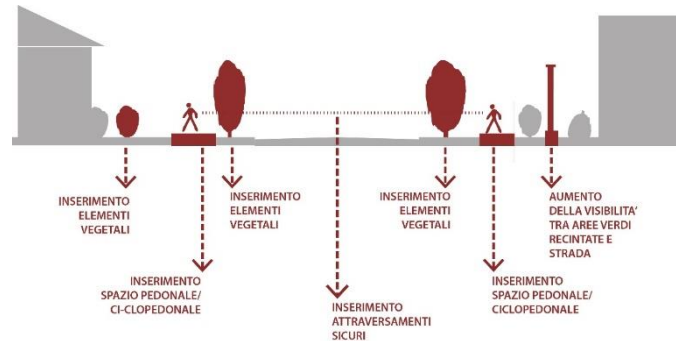 INSERIMENTO
ELEMENTI
VEGETALI
INSERIMENTO
ELEMENTI
VEGETALI
INSERIMENTO
ELEMENTI
VEGETALI
AUMENTO
DELLA VISIBILITA'
TRA AREE VERDI
RECINTATE E
STRADA
INSERIMENTO
SPAZIO PEDONALE/
CI-CLOPEDONALE
INSERIMENTO
ATTRAVERSAMENTI
SICURI
INSERIMENTO
SPAZIO PEDONALE/
CICLOPEDONALE